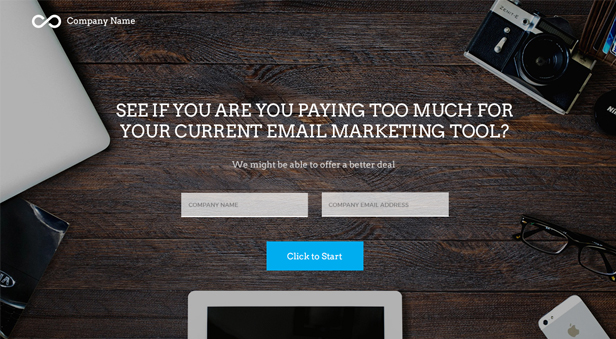 Company Name
SEE IF YOU ARE YOU PAYING TOO MUCH FOR
YOUR CURRENT EMAIL MARKETING TOOL?
We might be able to offer a better deal
COMPANY NAME
COMPANY EMAIL ADDRESS
Click to Start